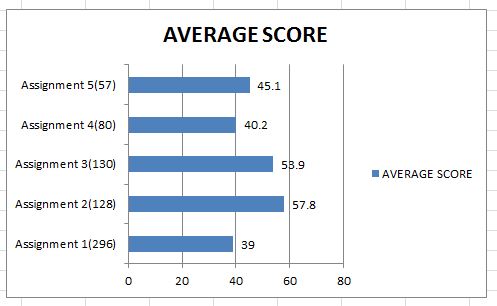 AVERAGE SCORE
Assignment 5(57)
45.1
Assignment 4(80)
40.2
Assignment 3(130)
53.9
AVERAGE SCORE
Assignment 2(128)
57.8
Assignment 1(296)
39
0 20 40 60 80